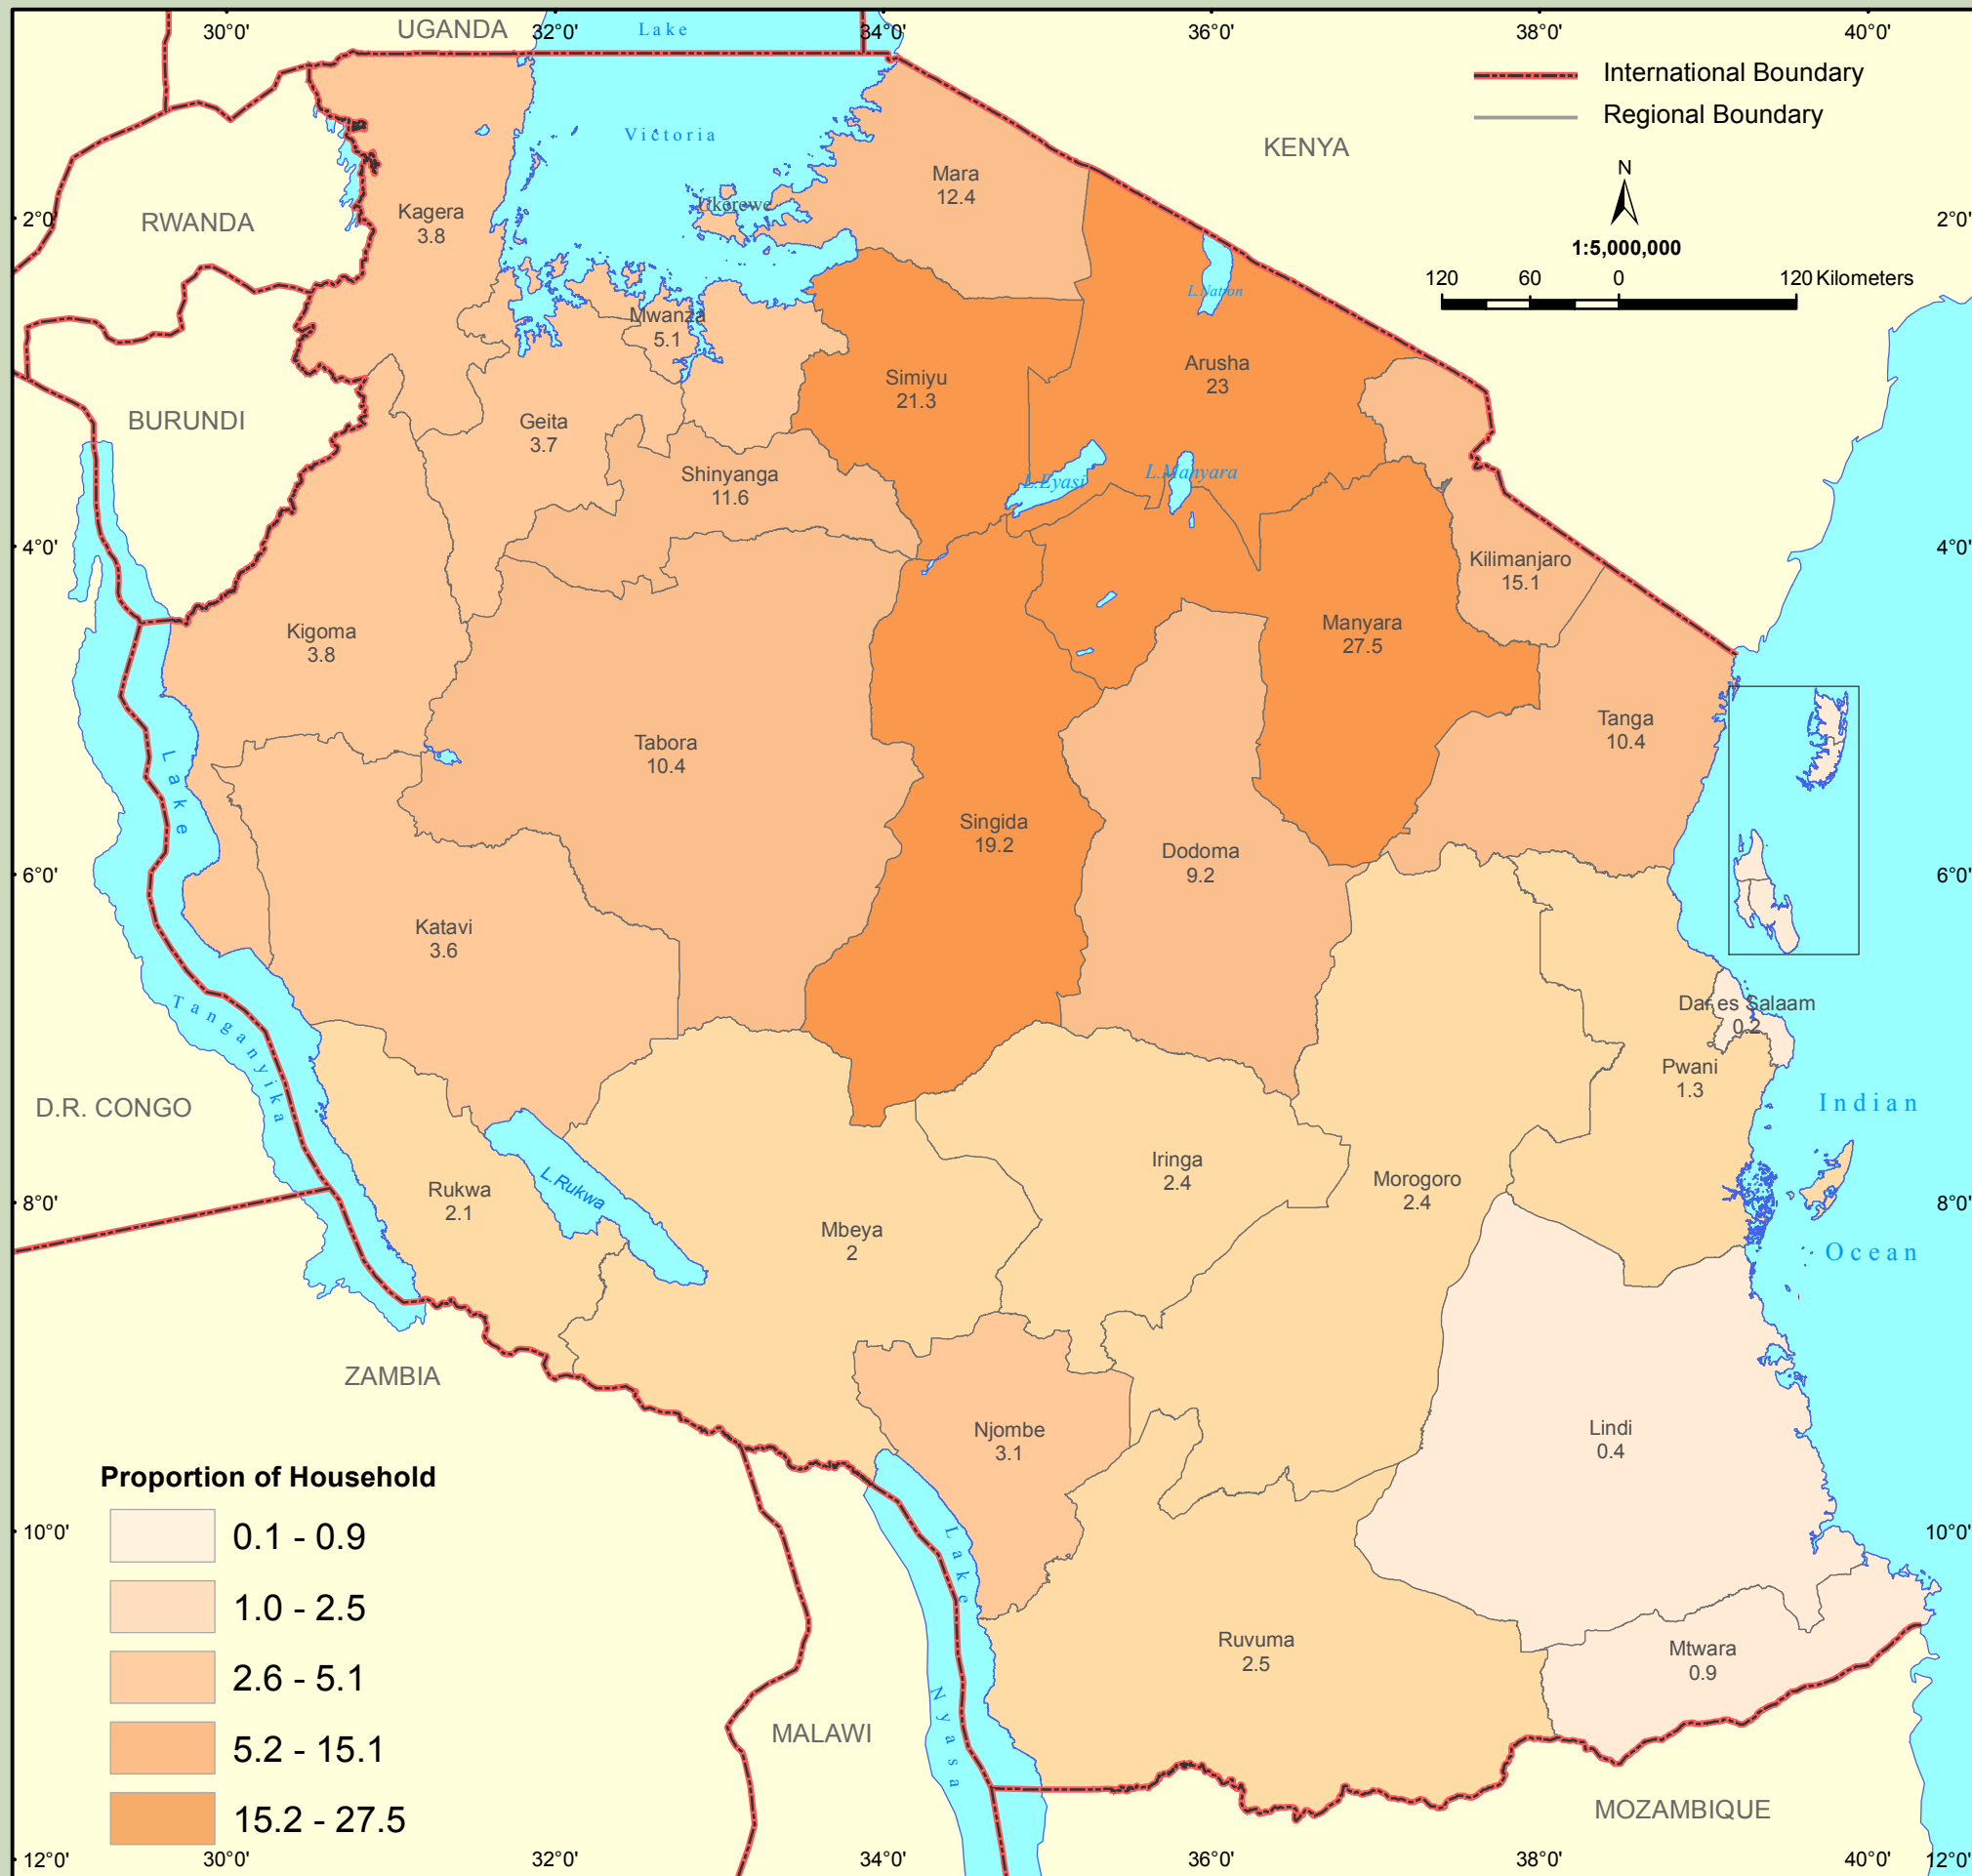 30°0'
UGANDA
32°0'
Lake
34°0'
36°0'
38°0'
40°0'
International Boundary
Regional Boundary
KENYA
N
1:5,000,000
120 60 0 120 Kilometers
Victoria
Mara
12.4
Ukerewe
Kagera
3.8
RWANDA
2°0'
2°0'
L.Natron
Mwanza
5.1
Simiyu
21.3
Arusha
23
BURUNDI
Geita
3.7
Shinyanga
11.6
L.Eyasi
L.Manyara
4°0'
4°0'
Kilimanjaro
15.1
Kigoma
3.8
Manyara
27.5
Tanga
10.4
Tabora
10.4
Lake
Singida
19.2
Dodoma
9.2
6°0'
6°0'
Katavi
3.6
Tanganyika
Dar es Salaam
0.2
Pwani
1.3
D.R. CONGO
Indian
Ocean
Iringa
2.4
Morogoro
2.4
Rukwa
2.1
L.Rukwa
Mbeya
2
8°0'
8°0'
ZAMBIA
Njombe
3.1
Lindi
0.4
Proportion of Household
0.1 - 0.9
1.0 - 2.5
2.6 - 5.1
5.2 - 15.1
15.2 - 27.5
10°0'
10°0'
Lake
Nyasa
Ruvuma
2.5
Mtwara
0.9
MALAWI
MOZAMBIQUE
12°0'
30°0'
32°0'
34°0'
36°0'
38°0'
40°0'
12°0'